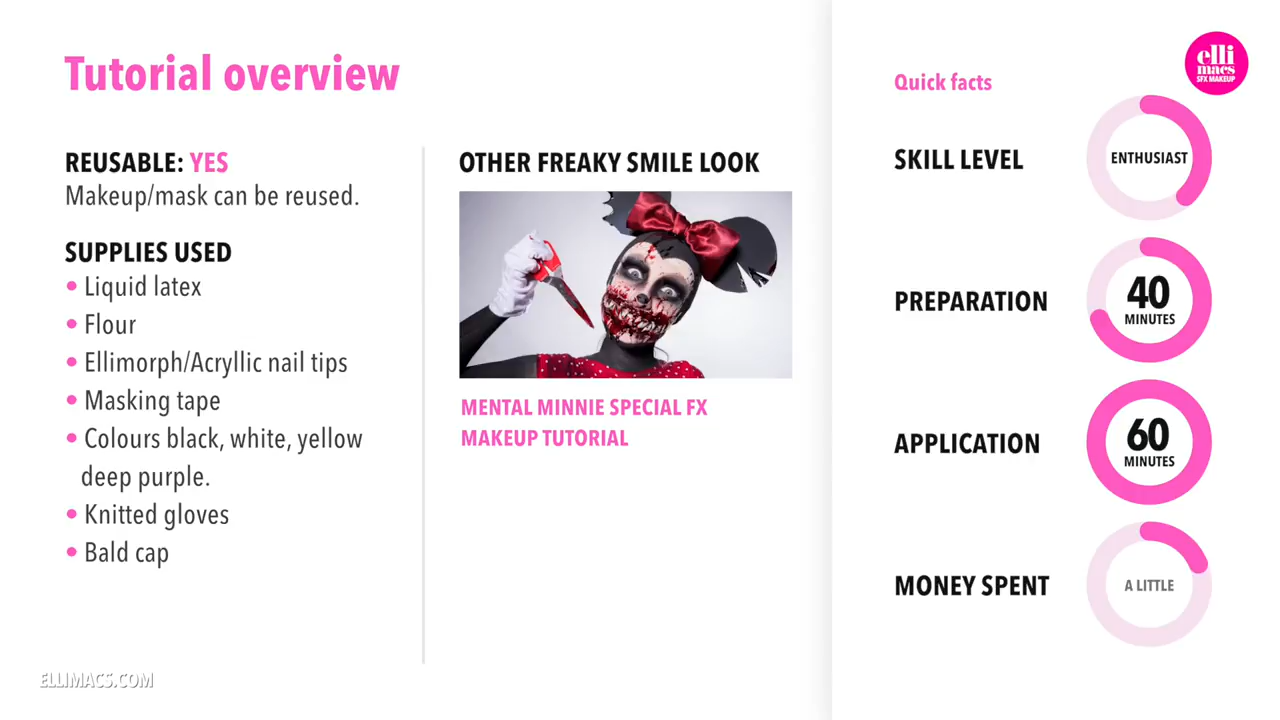 Tutorial overview
REUSABLE: YES
Makeup/mask can be reused.
SUPPLIES USED
• Liquid latex
• Flour
• Ellimorph/Acryllic nail tips
• Masking tape
• Colours black, white, yellow
deep purple.
• Knitted gloves
• Bald cap
OTHER FREAKY SMILE LOOK
MENTAL MINNIE SPECIAL FX
MAKEUP TUTORIAL
elli
macs
SFX MAKEUP
Quick facts
SKILL LEVEL
ENTHUSIAST
PREPARATION
40
MINUTES
APPLICATION
60
MINUTES
MONEY SPENT
A LITTLE
ELLIMACS.COM